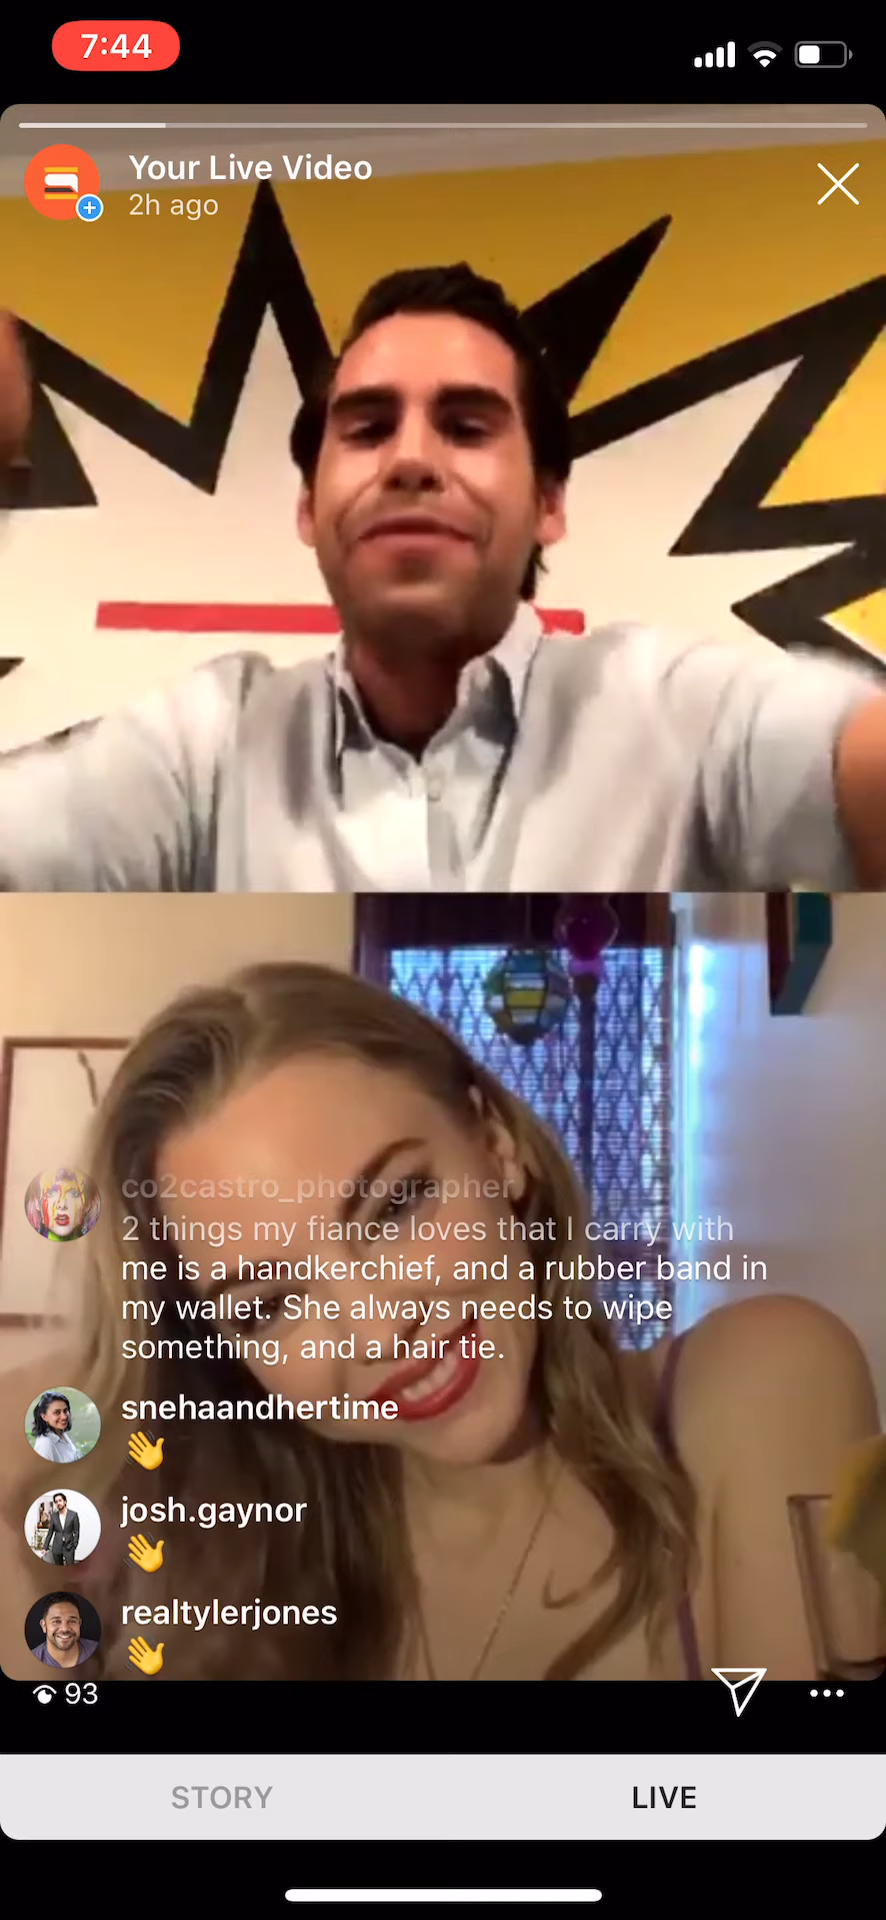 7:44
Your Live Video
2h ago
co2castro_photographer
2 things my fiance loves that I carry with
me is a handkerchief, and a rubber band in
my wallet. She always needs to wipe
something, and a hair tie.
snehaandhertime
👋
josh.gaynor
👋
realtylerjones
👋
93
STORY
LIVE